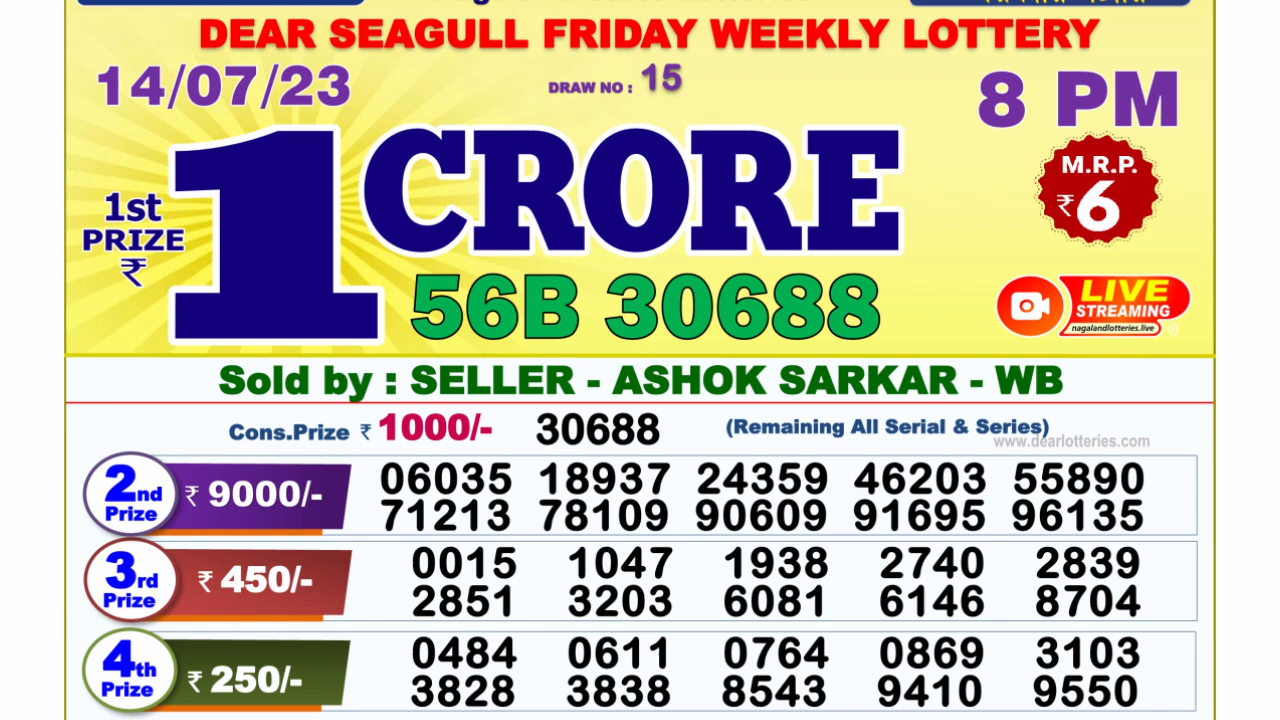 DEAR SEAGULL FRIDAY WEEKLY LOTTERY
14/07/23
DRAW NO : 15
8 PM
1st
PRIZE
₹
1 CRORE
M.R.P.
₹6
56B 30688
LIVE
STREAMING
nagalandlotteries.live
Sold by : SELLER - ASHOK SARKAR - WB
Cons.Prize ₹ 1000/- 30688 (Remaining All Serial & Series)
www.dearlotteries.com
2nd Prize ₹ 9000/-
06035 18937 24359 46203 55890
71213 78109 90609 91695 96135
3rd Prize ₹ 450/-
0015 1047 1938 2740 2839
2851 3203 6081 6146 8704
4th Prize ₹ 250/-
0484 0611 0764 0869 3103
3828 3838 8543 9410 9550